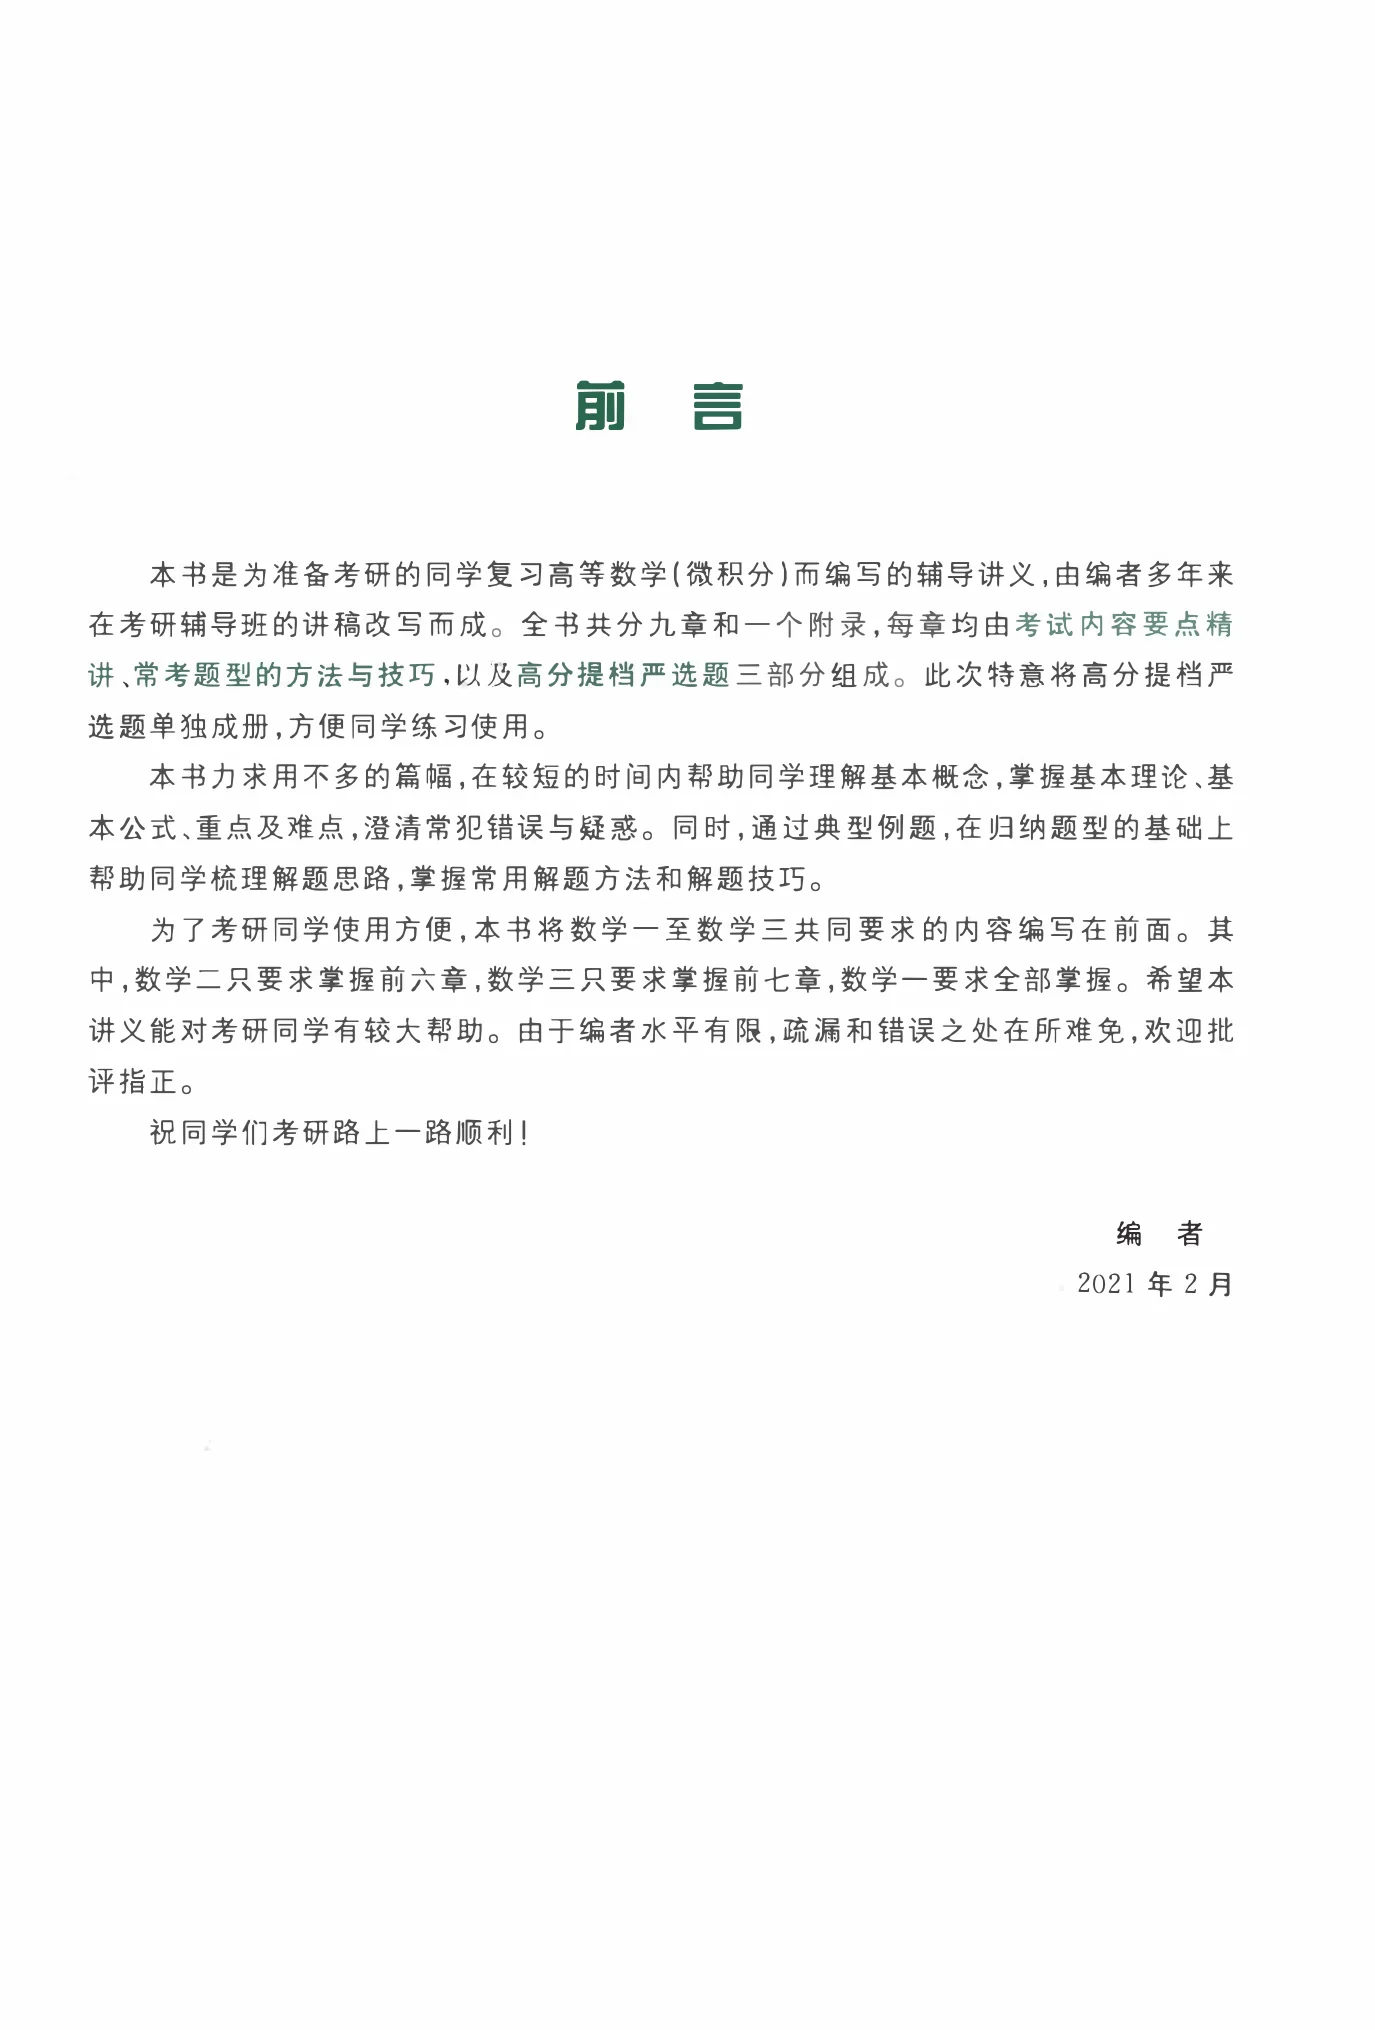 前 言
本书是为准备考研的同学复习高等数学(微积分)而编写的辅导讲义,由编者多年来
在考研辅导班的讲稿改写而成。全书共分九章和一个附录,每章均由考试内容要点精
讲、常考题型的方法与技巧,以及高分提档严选题三部分组成。此次特意将高分提档严
选题单独成册,方便同学练习使用。
本书力求用不多的篇幅,在较短的时间内帮助同学理解基本概念,掌握基本理论、基
本公式、重点及难点,澄清常犯错误与疑惑。同时,通过典型例题,在归纳题型的基础上
帮助同学梳理解题思路,掌握常用解题方法和解题技巧。
为了考研同学使用方便,本书将数学一至数学三共同要求的内容编写在前面。其
中,数学二只要求掌握前六章,数学三只要求掌握前七章,数学一要求全部掌握。希望本
讲义能对考研同学有较大帮助。由于编者水平有限,疏漏和错误之处在所难免,欢迎批
评指正。
祝同学们考研路上一路顺利!
编 者
2021 年 2 月